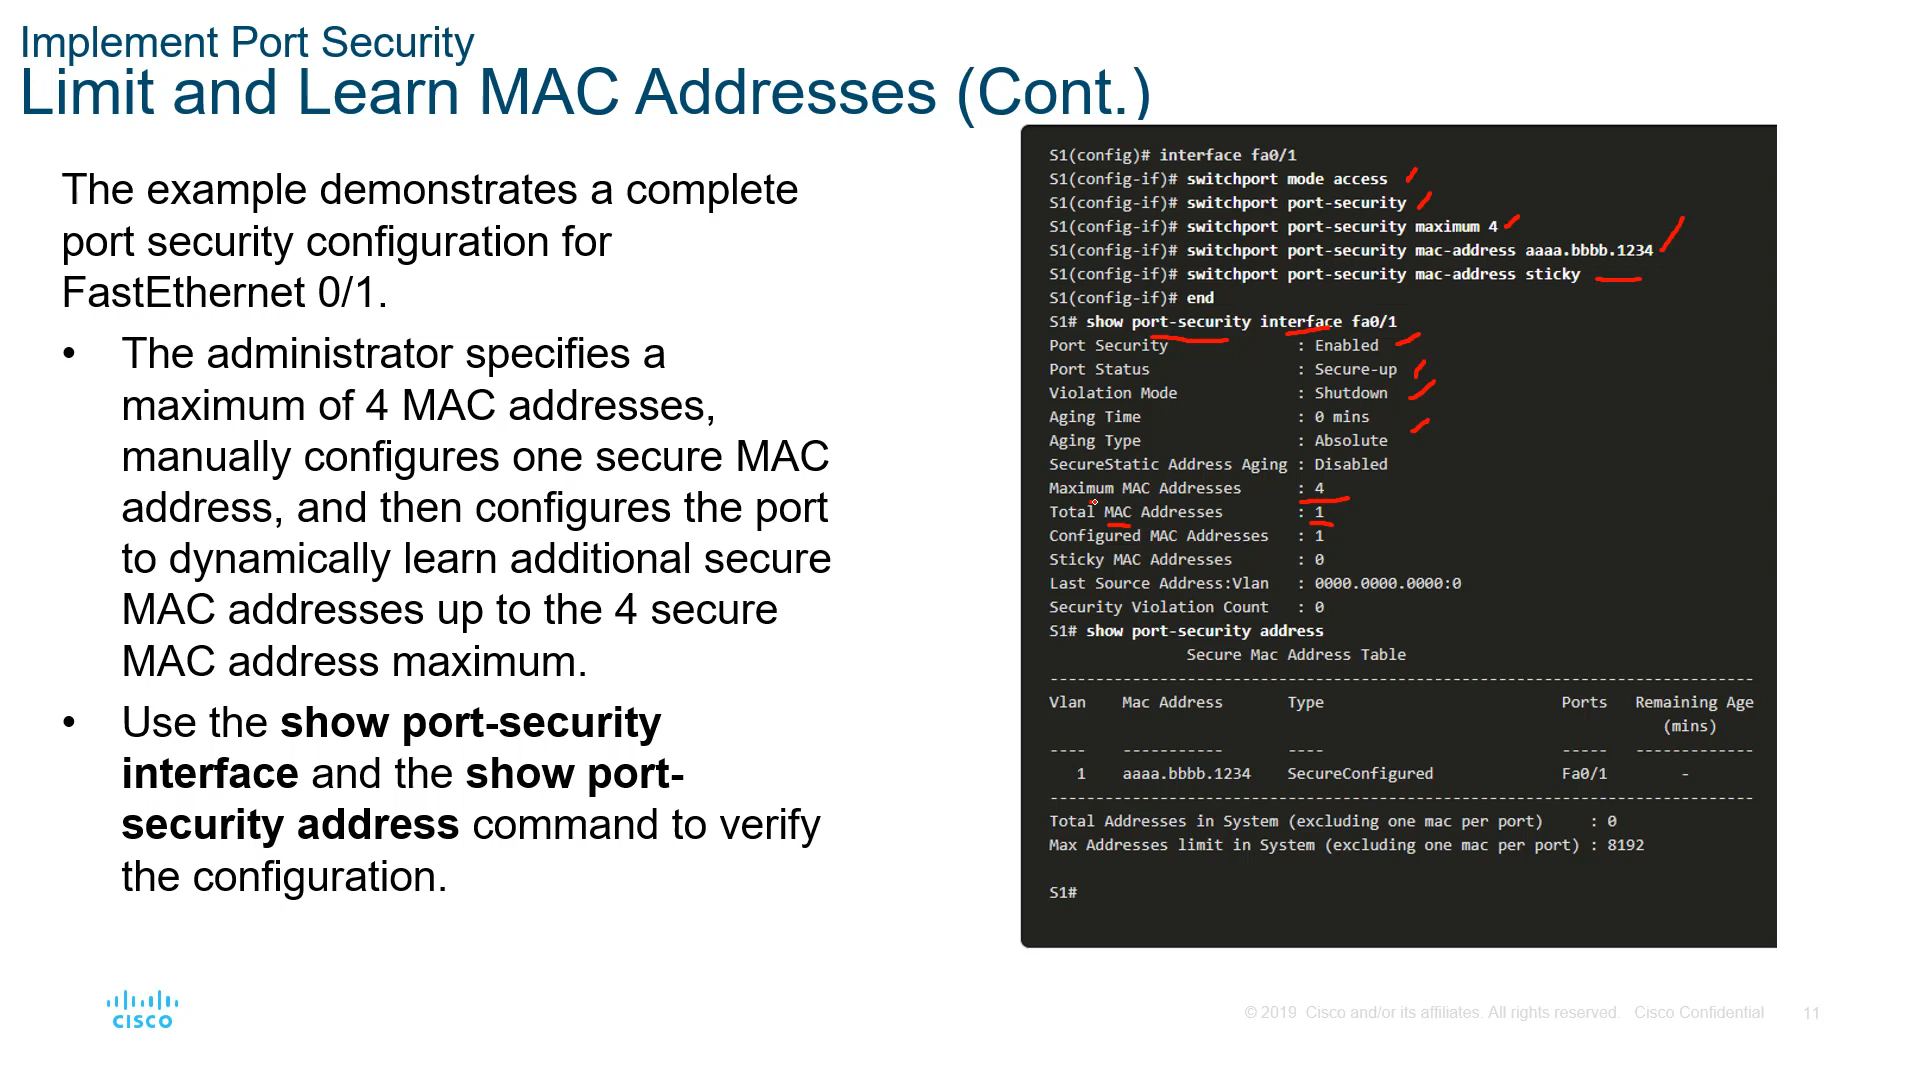 Implement Port Security
Limit and Learn MAC Addresses (Cont.)
The example demonstrates a complete
port security configuration for
FastEthernet 0/1.
• The administrator specifies a
maximum of 4 MAC addresses,
manually configures one secure MAC
address, and then configures the port
to dynamically learn additional secure
MAC addresses up to the 4 secure
MAC address maximum.
• Use the show port-security
interface and the show port-
security address command to verify
the configuration.
S1(config)# interface fa0/1
S1(config-if)# switchport mode access
S1(config-if)# switchport port-security
S1(config-if)# switchport port-security maximum 4
S1(config-if)# switchport port-security mac-address aaaa.bbbb.1234
S1(config-if)# switchport port-security mac-address sticky
S1(config-if)# end
S1# show port-security interface fa0/1
Port Security : Enabled
Port Status : Secure-up
Violation Mode : Shutdown
Aging Time : 0 mins
Aging Type : Absolute
SecureStatic Address Aging : Disabled
Maximum MAC Addresses : 4
Total MAC Addresses : 1
Configured MAC Addresses : 1
Sticky MAC Addresses : 0
Last Source Address:Vlan : 0000.0000.0000:0
Security Violation Count : 0
S1# show port-security address
Secure Mac Address Table
-----------------------------------------------------------------------------
Vlan Mac Address Type Ports Remaining Age
(mins)
---- ----------- ---- ----- -------------
1 aaaa.bbbb.1234 SecureConfigured Fa0/1 -
-----------------------------------------------------------------------------
Total Addresses in System (excluding one mac per port) : 0
Max Addresses limit in System (excluding one mac per port) : 8192
S1#
CISCO
© 2019 Cisco and/or its affiliates. All rights reserved. Cisco Confidential
11